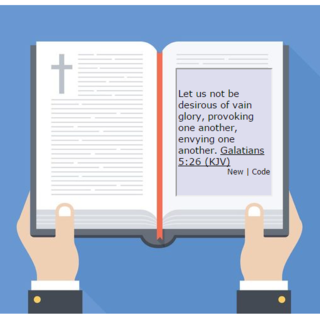 Let us not be
desirous of vain
glory, provoking
one another,
envying one
another. Galatians
5:26 (KJV)
New | Code